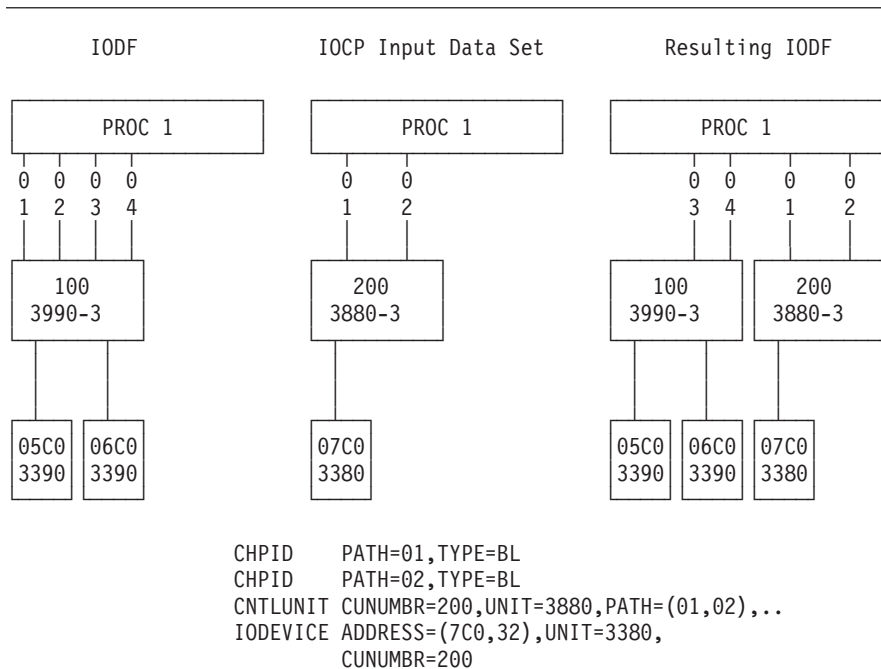 IODF IOCP Input Data Set Resulting IODF
PROC 1 PROC 1 PROC 1
0 0 0 0 0 0 0 0 0 0
1 2 3 4 1 2 3 4 1 2
100 200 100 200
3990-3 3880-3 3990-3 3880-3
05C0 06C0 07C0 05C0 06C0 07C0
3390 3390 3380 3390 3390 3380
CHPID PATH=01,TYPE=BL
CHPID PATH=02,TYPE=BL
CNTLUNIT CUNUMBR=200,UNIT=3880,PATH=(01,02),..
IODEVICE ADDRESS=(7C0,32),UNIT=3380,
CUNUMBR=200